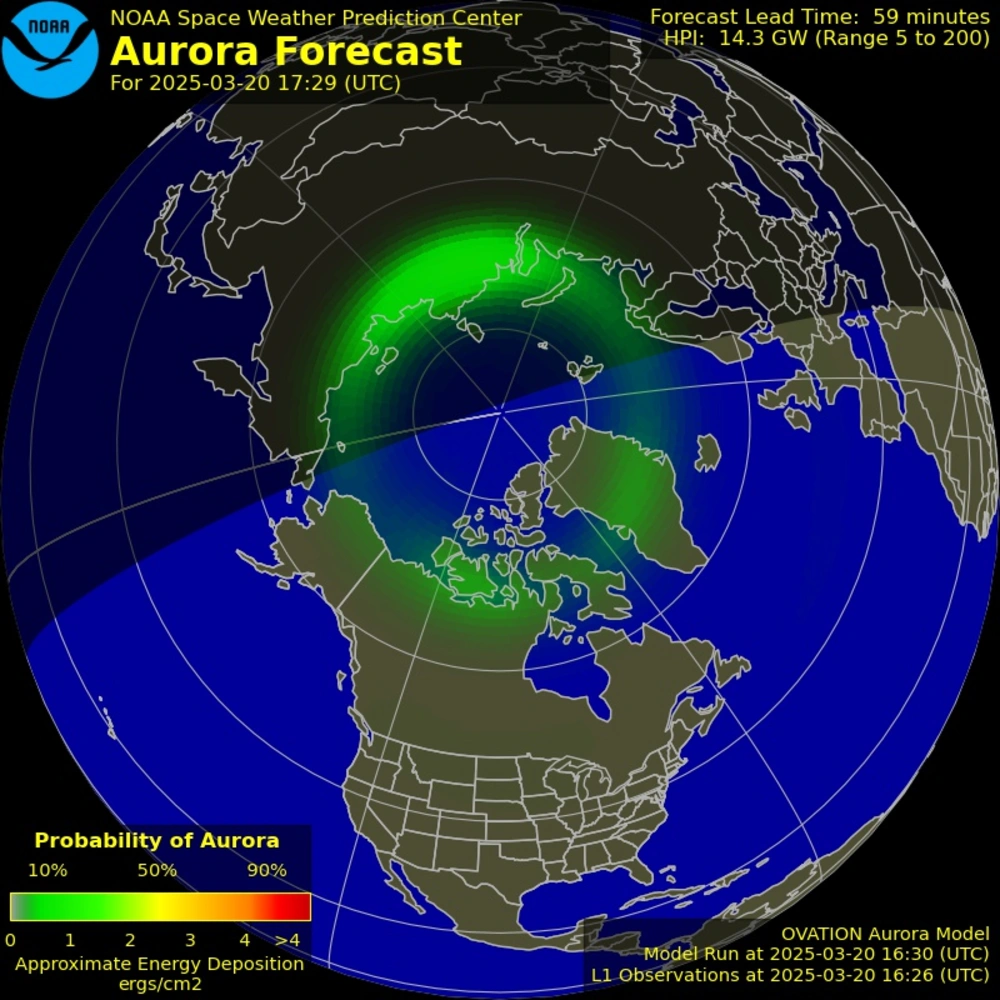 NOAA
NOAA Space Weather Prediction Center
Aurora Forecast
For 2025-03-20 17:29 (UTC)
Forecast Lead Time: 59 minutes
HPI: 14.3 GW (Range 5 to 200)
Probability of Aurora
10% 50% 90%
0 1 2 3 4 >4
Approximate Energy Deposition
ergs/cm2
OVATION Aurora Model
Model Run at 2025-03-20 16:30 (UTC)
L1 Observations at 2025-03-20 16:26 (UTC)